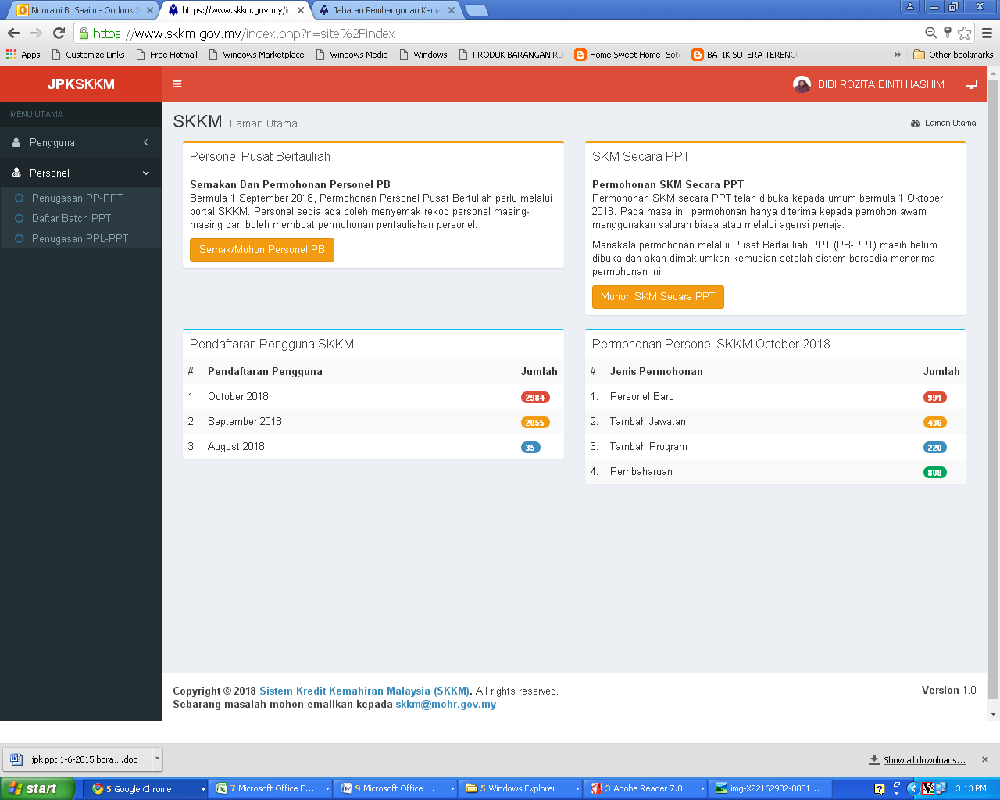 Nooraini Bt Saaim - Outlook
https://www.skkm.gov.my/in
Jabatan Pembangunan Kema
https://www.skkm.gov.my/index.php?r=site%2Findex
Apps
Customize Links
Free Hotmail
Windows Marketplace
Windows Media
Windows
PRODUK BARANGAN RU
Home Sweet Home: Soto
BATIK SUTERA TERENGG
»
Other bookmarks
JPKSKKM
BIBI ROZITA BINTI HASHIM
MENU UTAMA
Pengguna
Personel
Penugasan PP-PPT
Daftar Batch PPT
Penugasan PPL-PPT
SKKM Laman Utama
Laman Utama
Personel Pusat Bertauliah
Semakan Dan Permohonan Personel PB
Bermula 1 September 2018, Permohonan Personel Pusat Bertuliah perlu melalui
portal SKKM. Personel sedia ada boleh menyemak rekod personel masing-
masing dan boleh membuat permohonan pentauliahan personel.
Semak/Mohon Personel PB
SKM Secara PPT
Permohonan SKM Secara PPT
Permohonan SKM secara PPT telah dibuka kepada umum bermula 1 Oktober
2018. Pada masa ini, permohonan hanya diterima kepada pemohon awam
menggunakan saluran biasa atau melalui agensi penaja.
Manakala permohonan melalui Pusat Bertauliah PPT (PB-PPT) masih belum
dibuka dan akan dimaklumkan kemudian setelah sistem bersedia menerima
permohonan ini.
Mohon SKM Secara PPT
Pendaftaran Pengguna SKKM
# Pendaftaran Pengguna Jumlah
1. October 2018 2984
2. September 2018 2055
3. August 2018 35
Permohonan Personel SKKM October 2018
# Jenis Permohonan Jumlah
1. Personel Baru 991
2. Tambah Jawatan 436
3. Tambah Program 220
4. Pembaharuan 808
Copyright © 2018 Sistem Kredit Kemahiran Malaysia (SKKM). All rights reserved.
Sebarang masalah mohon emailkan kepada skkm@mohr.gov.my
Version 1.0
jpk ppt 1-6-2015 bora....doc
Show all downloads...
start
5 Google Chrome
7 Microsoft Office E...
9 Microsoft Office ...
5 Windows Explorer
3 Adobe Reader 7.0
img-X22162932-0001...
3:13 PM